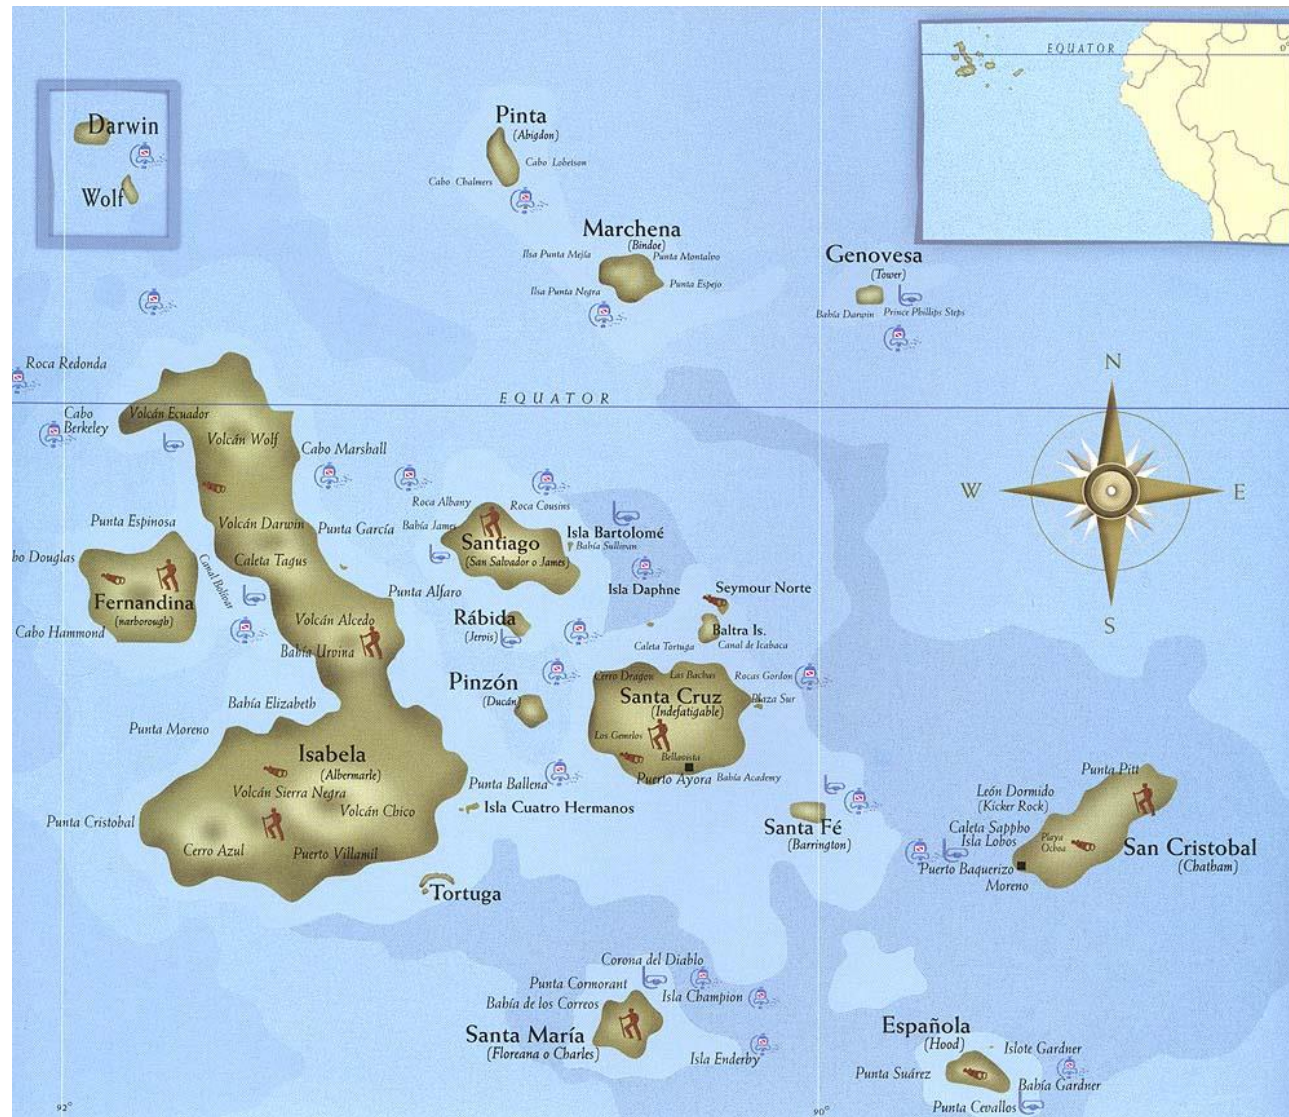 EQUATOR
0°
Darwin
Wolf
Pinta
(Abigdon)
Cabo Lobeison
Cabo Chalmers
Marchena
(Bindoe)
Ilsa Punta Mejía
Punta Montalvo
Punta Espejo
Ilsa Punta Negra
Genovesa
(Tower)
Bahía Darwin
Prince Phillips Steps
Roca Redonda
EQUATOR
Cabo
Berkeley
Volcán Ecuador
Volcán Wolf
Cabo Marshall
N
W
E
S
Roca Albany
Roca Cousins
Punta Espinosa
Volcán Darwin
Punta García
Bahía James
Santiago
(San Salvador o James)
Isla Bartolomé
Bahía Sullivan
bo Douglas
Caleta Tagus
Canal Bolívar
Fernandina
(narborough)
Cabo Hammond
Punta Alfaro
Isla Daphne
Seymour Norte
Volcán Alcedo
Bahía Urvina
Rábida
(Jervis)
Baltra Is.
Caleta Tortuga
Canal de Icabaca
Pinzón
(Ducán)
Cerro Dragon
Las Bachas
Rocas Gordon
Santa Cruz
(Indefatigable)
Plaza Sur
Bahía Elizabeth
Punta Moreno
Los Gemelos
Bellavista
Isabela
(Albermarle)
Puerto Ayora
Bahía Academy
Punta Ballena
Volcán Sierra Negra
Volcán Chico
Isla Cuatro Hermanos
Punta Pitt
León Dormido
(Kicker Rock)
Punta Cristobal
Cerro Azul
Puerto Villamil
Santa Fé
(Barrington)
Caleta Sappho
Isla Lobos
Playa
Ochoa
San Cristobal
(Chatham)
Puerto Baquerizo
Moreno
Tortuga
Corona del Diablo
Punta Cormorant
Isla Champion
Bahía de los Correos
Santa María
(Floreana o Charles)
Isla Enderby
Española
(Hood)
Islote Gardner
Punta Suárez
Bahía Gardner
Punta Cevallos
92°
90°